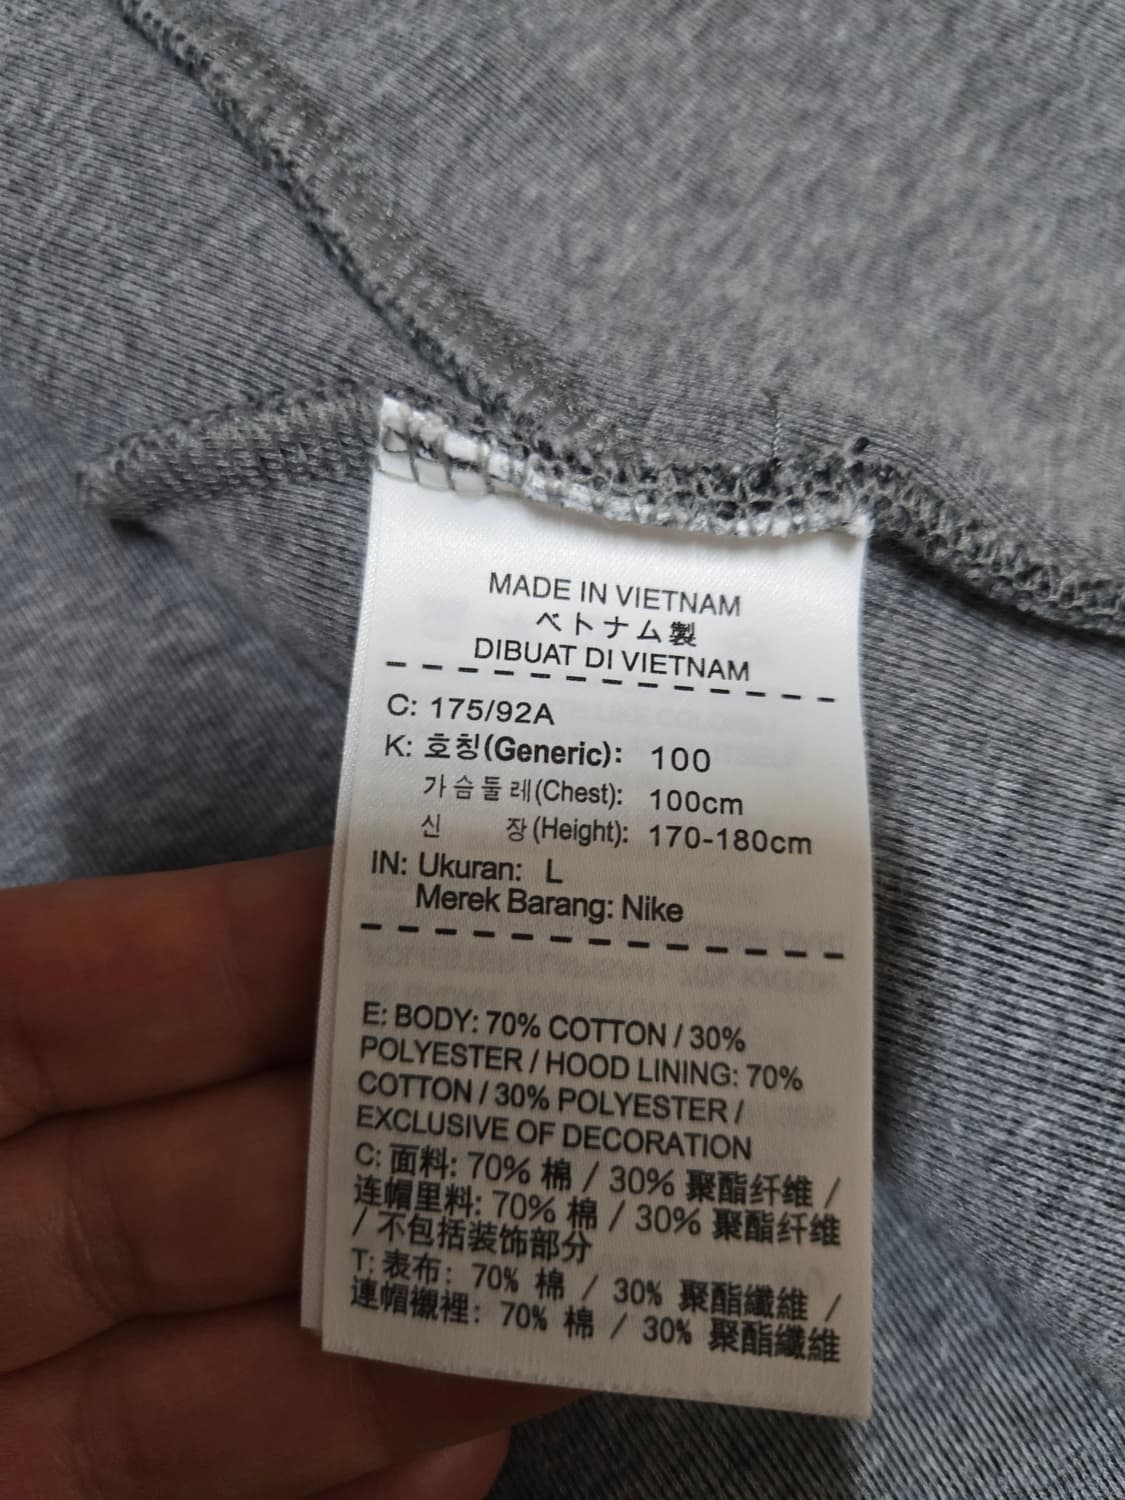 MADE IN VIETNAM
ベトナム製
DIBUAT DI VIETNAM
C: 175/92A
K: 호칭(Generic): 100
가슴둘레(Chest): 100cm
신 장(Height): 170-180cm
IN: Ukuran: L
Merek Barang: Nike
E: BODY: 70% COTTON / 30%
POLYESTER / HOOD LINING: 70%
COTTON / 30% POLYESTER /
EXCLUSIVE OF DECORATION
C: 面料: 70% 棉 / 30% 聚酯纤维 /
连帽里料: 70% 棉 / 30% 聚酯纤维
/ 不包括装饰部分
T: 表布: 70% 棉 / 30% 聚酯纖維 /
連帽襯裡: 70% 棉 / 30% 聚酯纖維